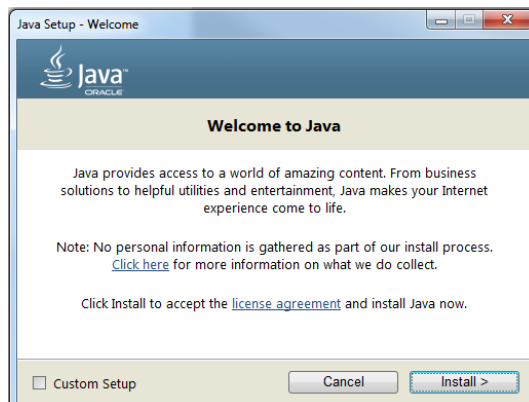 Java Setup - Welcome
Java™
ORACLE
Welcome to Java
Java provides access to a world of amazing content. From business
solutions to helpful utilities and entertainment, Java makes your Internet
experience come to life.
Note: No personal information is gathered as part of our install process.
Click here for more information on what we do collect.
Click Install to accept the license agreement and install Java now.
Custom Setup
Cancel
Install >